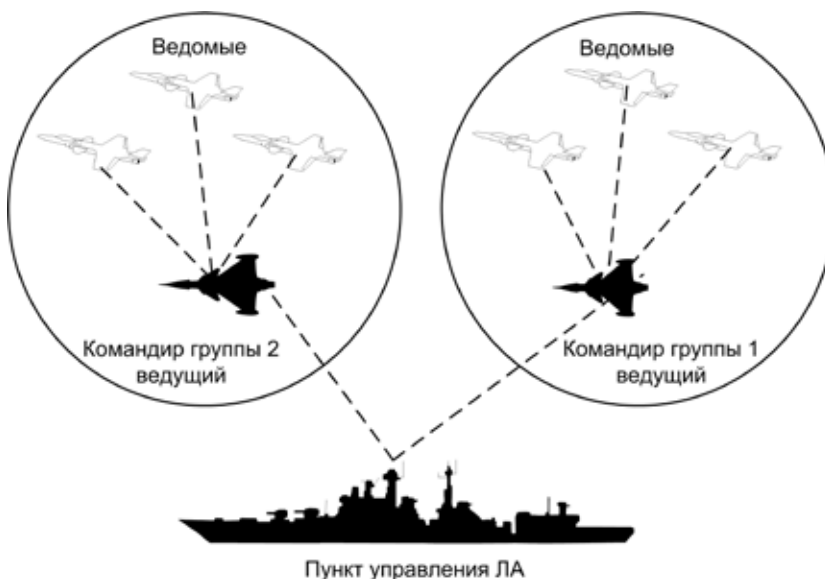 Ведомые
Ведомые
Командир группы 2
ведущий
Командир группы 1
ведущий
Пункт управления ЛА